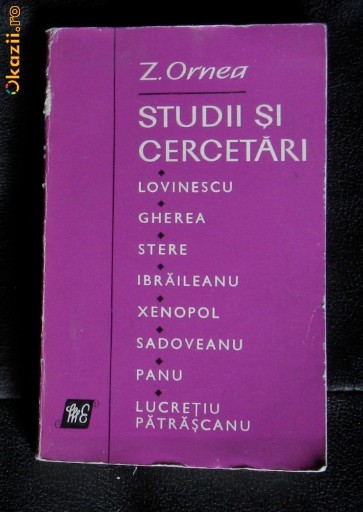 Okazii.ro
Z. Ornea
STUDII ȘI
CERCETĂRI
LOVINESCU
GHEREA
STERE
IBRĂILEANU
XENOPOL
SADOVEANU
PANU
LUCREȚIU
PĂTRĂȘCANU